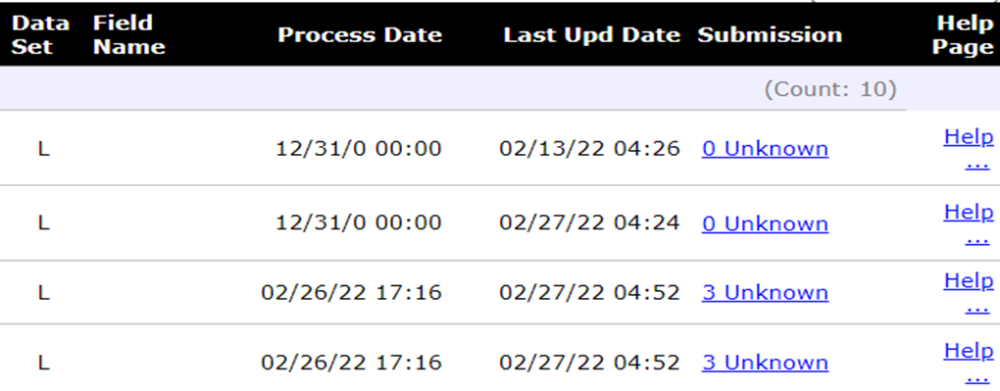 Data Set Field Name Process Date Last Upd Date Submission Help Page
(Count: 10)
L 12/31/0 00:00 02/13/22 04:26 0 Unknown Help ...
L 12/31/0 00:00 02/27/22 04:24 0 Unknown Help ...
L 02/26/22 17:16 02/27/22 04:52 3 Unknown Help ...
L 02/26/22 17:16 02/27/22 04:52 3 Unknown Help ...